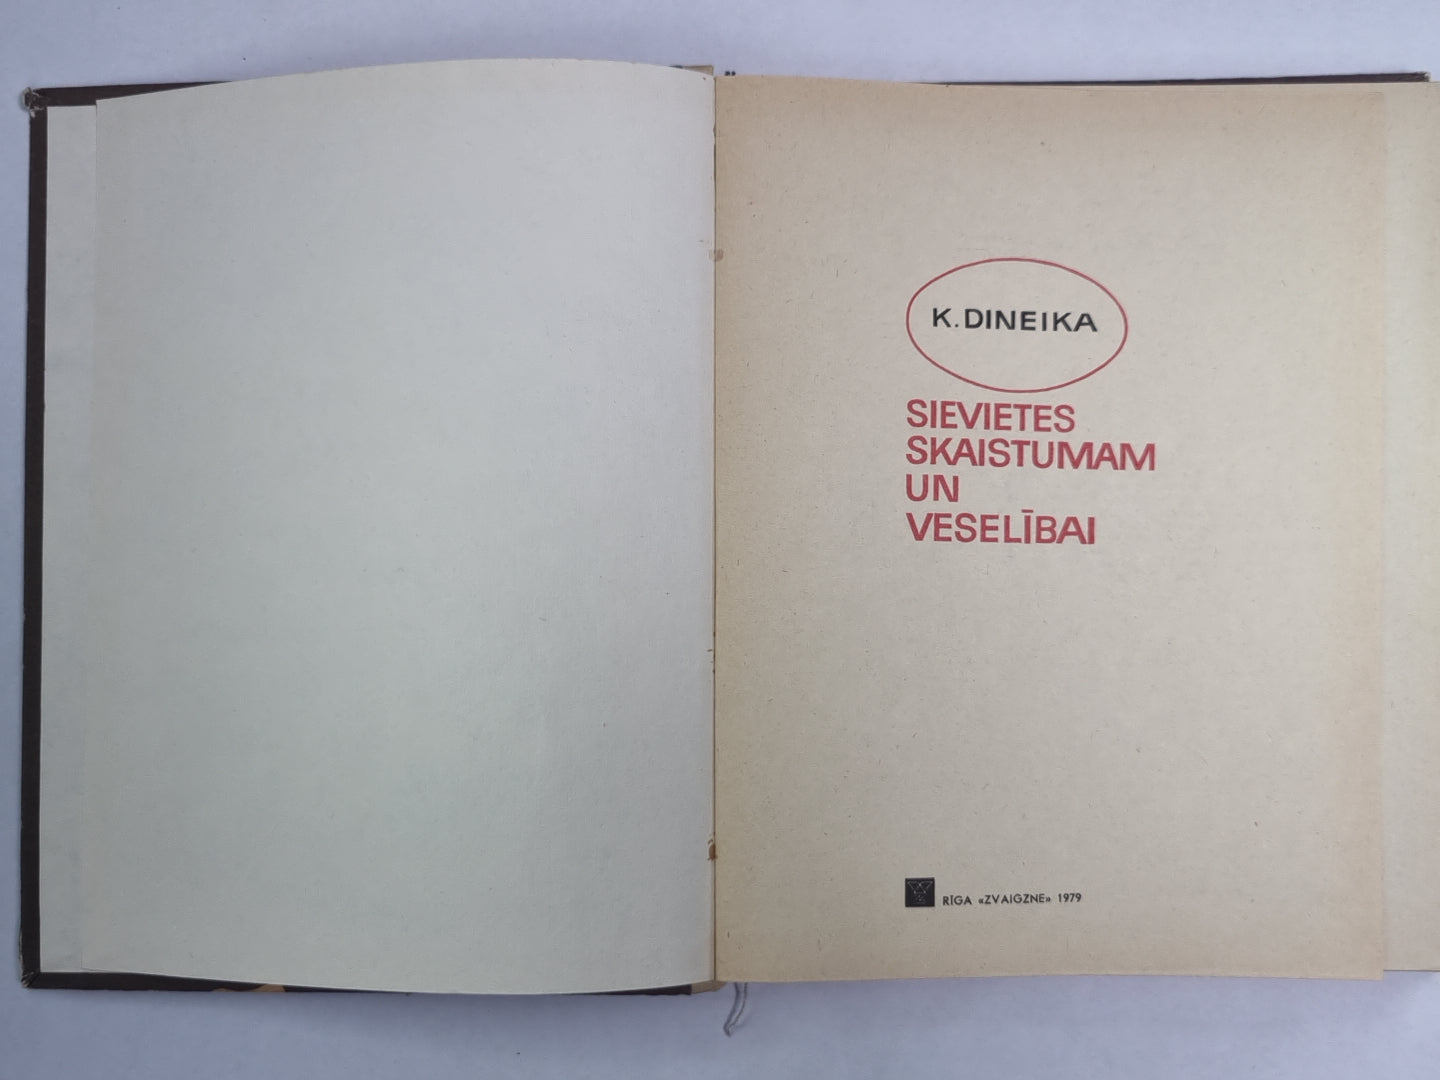 K. DINEIKA
SIEVIETES
SKAISTUMAM
UN
VESELĪBAI
RĪGA «ZVAIGZNE» 1979